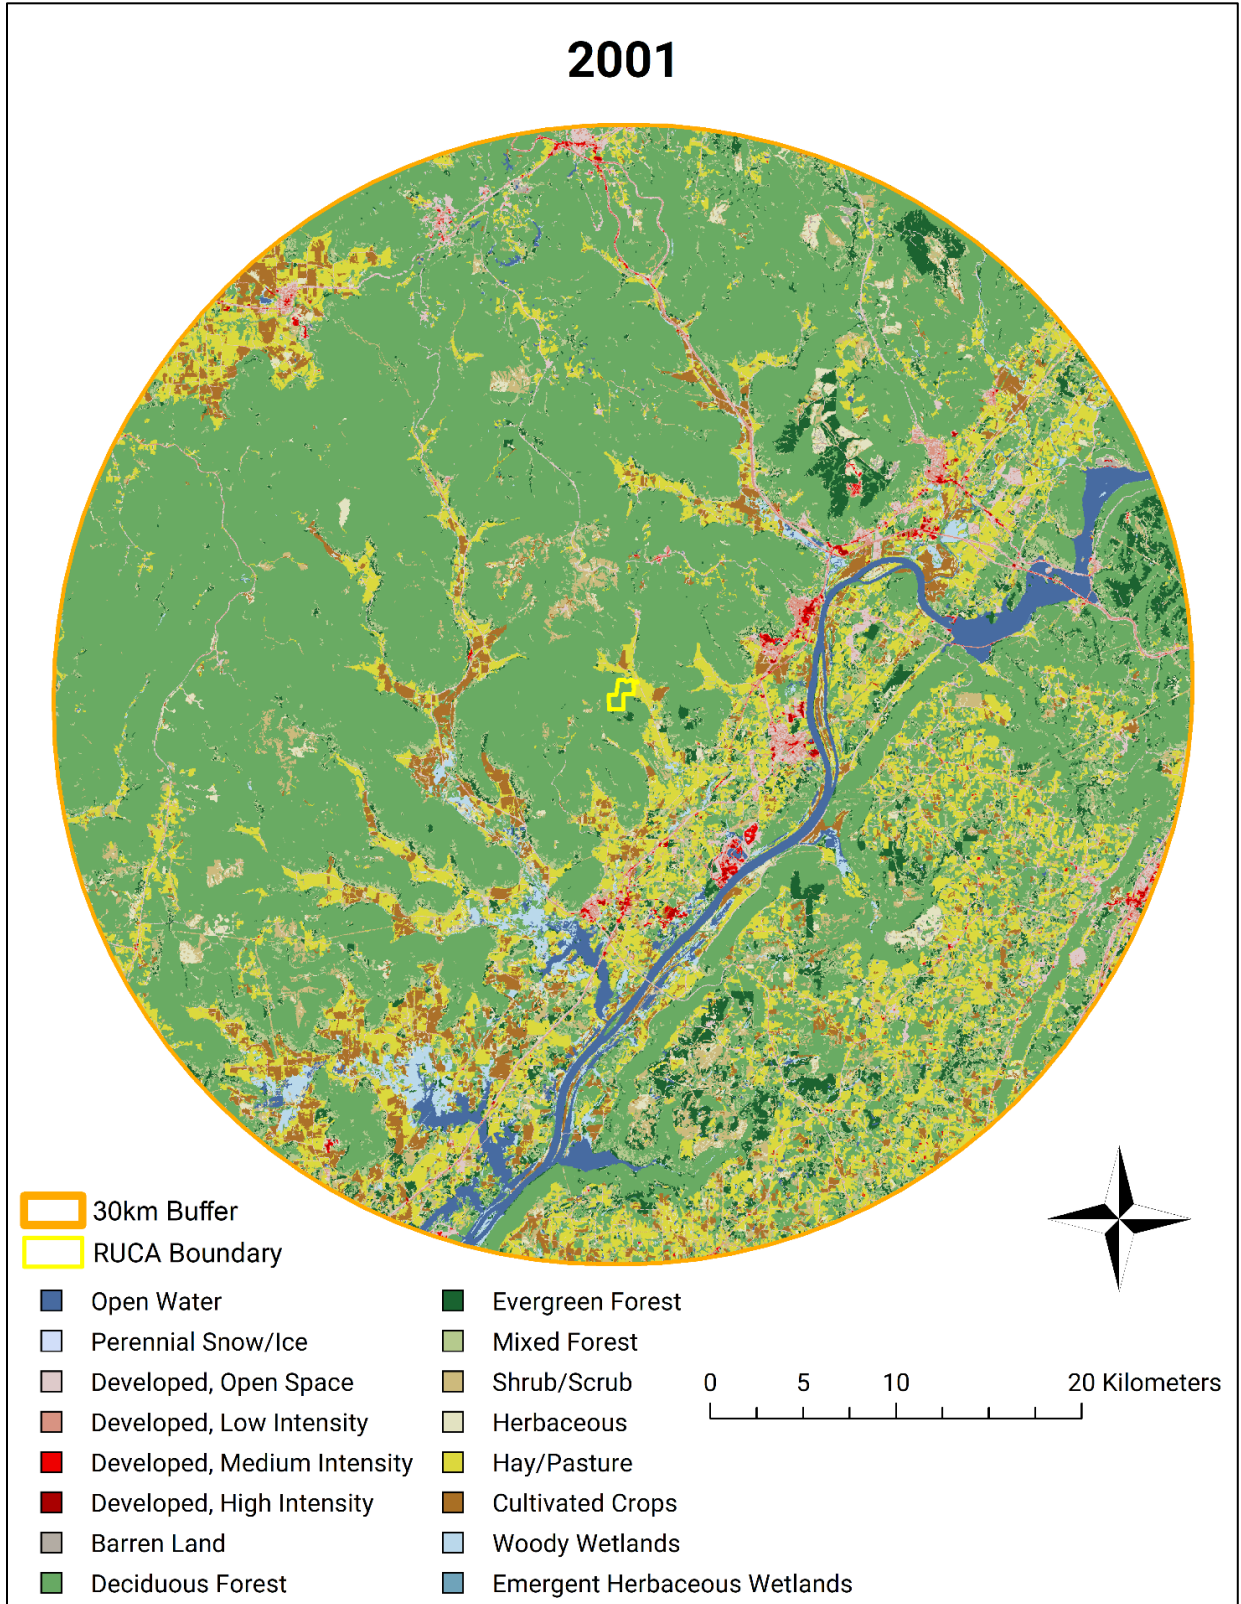 2001
30km Buffer
RUCA Boundary
Open Water
Perennial Snow/Ice
Developed, Open Space
Developed, Low Intensity
Developed, Medium Intensity
Developed, High Intensity
Barren Land
Deciduous Forest
Evergreen Forest
Mixed Forest
Shrub/Scrub
Herbaceous
Hay/Pasture
Cultivated Crops
Woody Wetlands
Emergent Herbaceous Wetlands
0 5 10 20 Kilometers